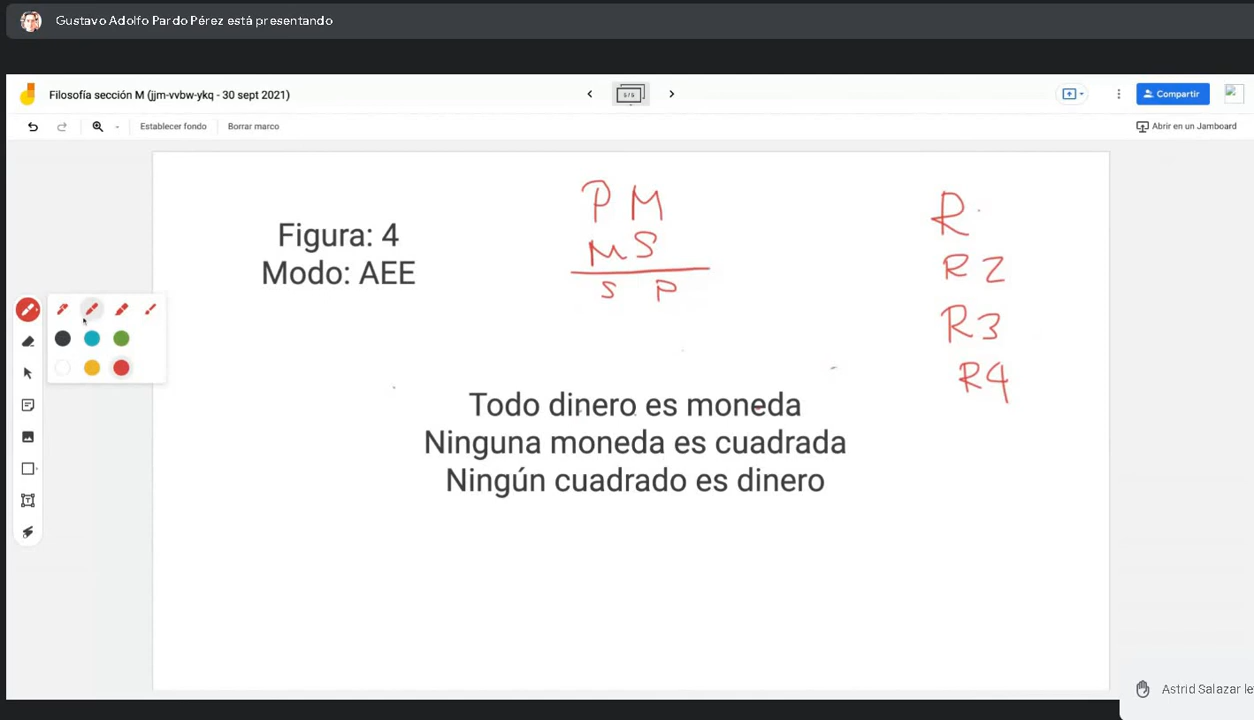 Gustavo Adolfo Pardo Pérez está presentando
Filosofía sección M (jjm-vvbw-ykq - 30 sept 2021)
5/5
Compartir
Establecer fondo
Borrar marco
Abrir en un Jamboard
Figura: 4
Modo: AEE
P M
M S
S P
R
R2
R3
R4
Todo dinero es moneda
Ninguna moneda es cuadrada
Ningún cuadrado es dinero
Astrid Salazar le